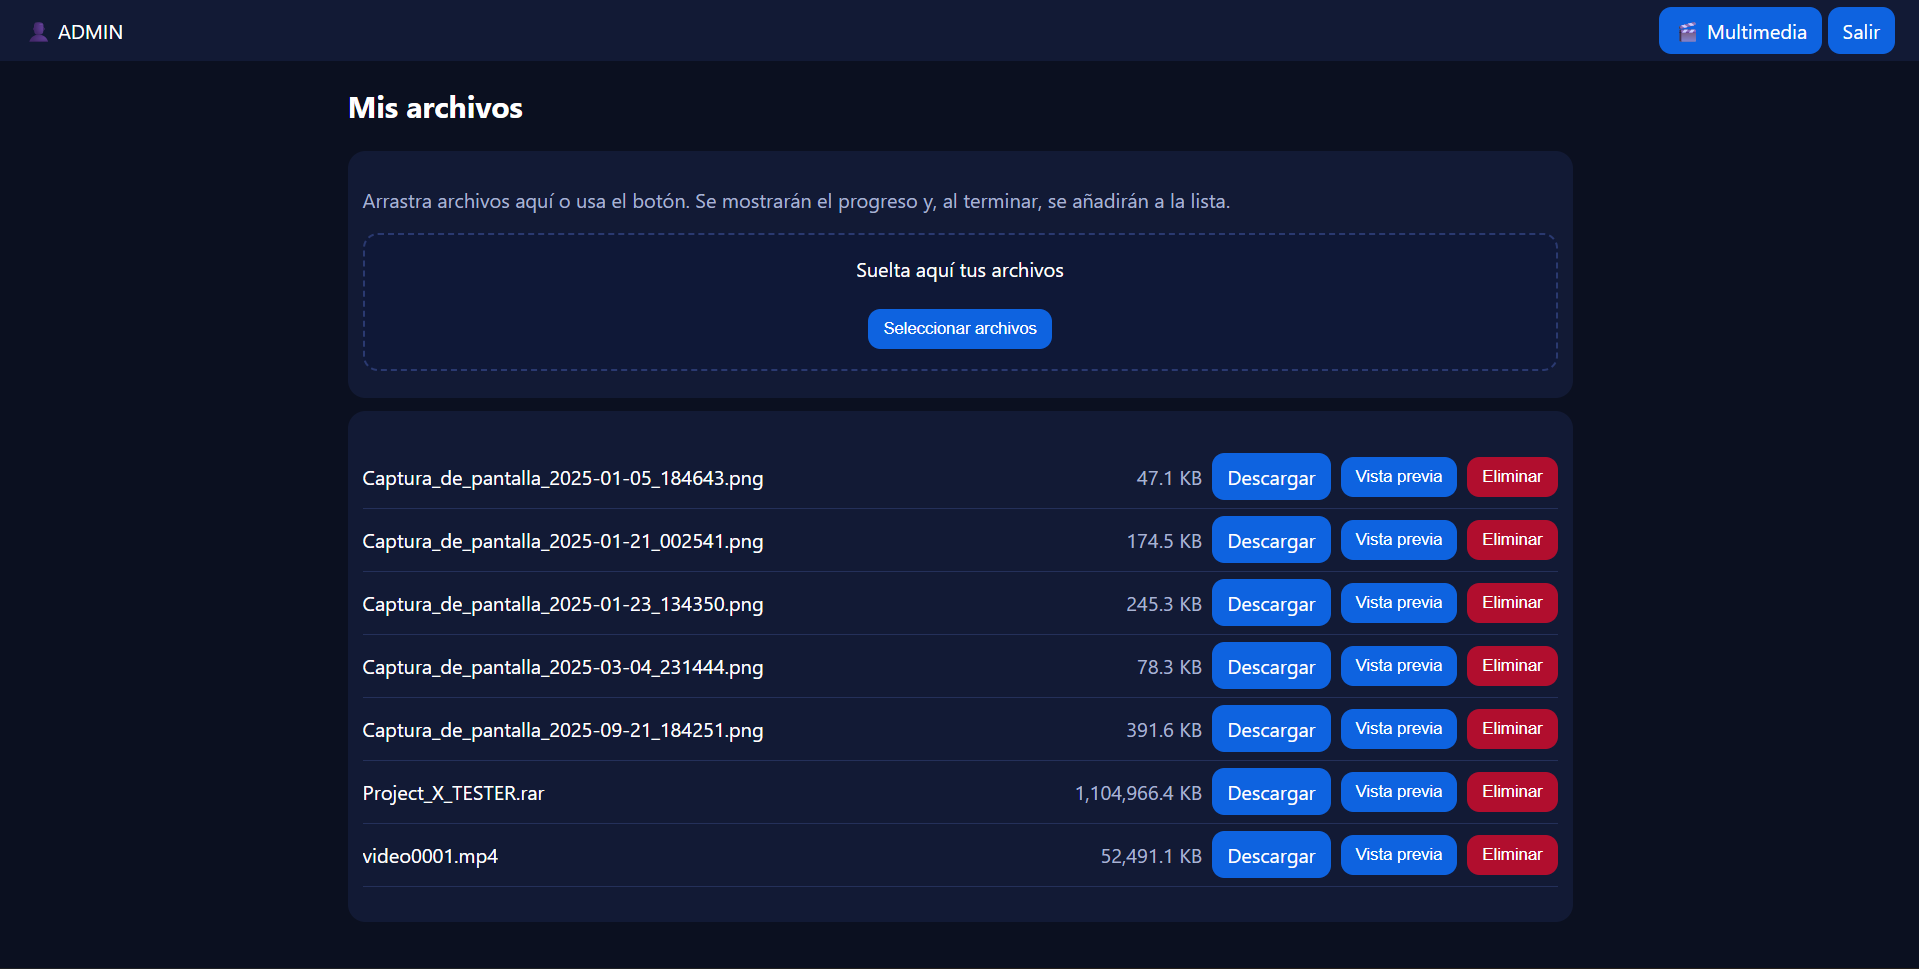 ADMIN
Multimedia
Salir
Mis archivos
Arrastra archivos aquí o usa el botón. Se mostrarán el progreso y, al terminar, se añadirán a la lista.
Suelta aquí tus archivos
Seleccionar archivos
Captura_de_pantalla_2025-01-05_184643.png 47.1 KB Descargar Vista previa Eliminar
Captura_de_pantalla_2025-01-21_002541.png 174.5 KB Descargar Vista previa Eliminar
Captura_de_pantalla_2025-01-23_134350.png 245.3 KB Descargar Vista previa Eliminar
Captura_de_pantalla_2025-03-04_231444.png 78.3 KB Descargar Vista previa Eliminar
Captura_de_pantalla_2025-09-21_184251.png 391.6 KB Descargar Vista previa Eliminar
Project_X_TESTER.rar 1,104,966.4 KB Descargar Vista previa Eliminar
video0001.mp4 52,491.1 KB Descargar Vista previa Eliminar